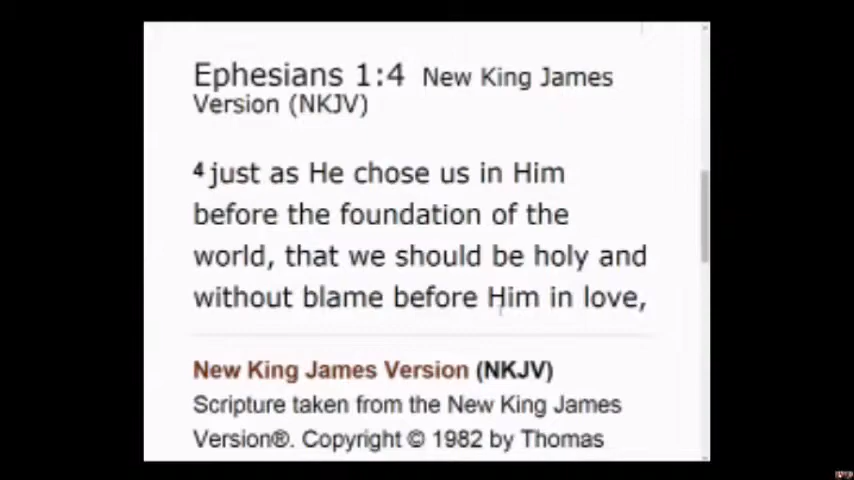 Ephesians 1:4 New King James
Version (NKJV)
4 just as He chose us in Him
before the foundation of the
world, that we should be holy and
without blame before Him in love,
New King James Version (NKJV)
Scripture taken from the New King James
Version®. Copyright © 1982 by Thomas